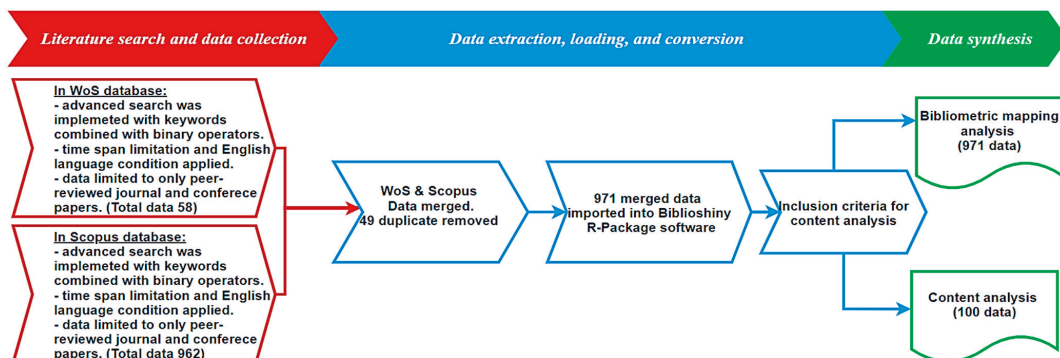 Literature search and data collection
Data extraction, loading, and conversion
Data synthesis
In WoS database:
- advanced search was
implemeted with keywords
combined with binary operators.
- time span limitation and English
language condition applied.
- data limited to only peer-
reviewed journal and conferece
papers. (Total data 58)
In Scopus database:
- advanced search was
implemeted with keywords
combined with binary operators.
- time span limitation and English
language condition applied.
- data limited to only peer-
reviewed journal and conferece
papers. (Total data 962)
WoS & Scopus
Data merged.
49 duplicate removed
971 merged data
imported into Biblioshiny
R-Package software
Inclusion criteria for
content analysis
Bibliometric mapping
analysis
(971 data)
Content analysis
(100 data)